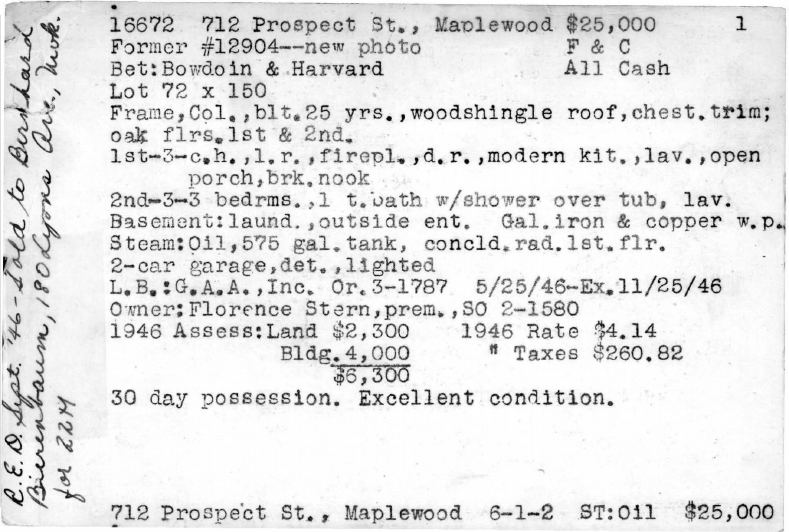 16672 712 Prospect St., Maplewood $25,000 1
Former #12904--new photo F & C
Bet:Bowdoin & Harvard All Cash
Lot 72 x 150
Frame,Col.,blt.25 yrs.,woodshingle roof,chest.trim;
oak flrs.1st & 2nd.
1st-3-c.h.,l.r.,firepl.,d.r.,modern kit.,lav.,open
porch,brk.nook
2nd-3-3 bedrms.,1 t.bath w/shower over tub, lav.
Basement:laund.,outside ent. Gal.iron & copper w.p.
Steam:Oil,575 gal.tank, concld.rad.1st.flr.
2-car garage,det.,lighted
L.B.:G.A.A.,Inc. Or.3-1787 5/25/46-Ex.11/25/46
Owner:Florence Stern,prem.,SO 2-1580
1946 Assess:Land $2,300 1946 Rate $4.14
Bldg.4,000 " Taxes $260.82
$6,300
30 day possession. Excellent condition.
712 Prospect St., Maplewood 6-1-2 ST:Oil $25,000
R.E.D. Sept. '46 - Sold to Bernhard
Bierenbaum, 180 Lyons Ave., Nwk.
for 22M